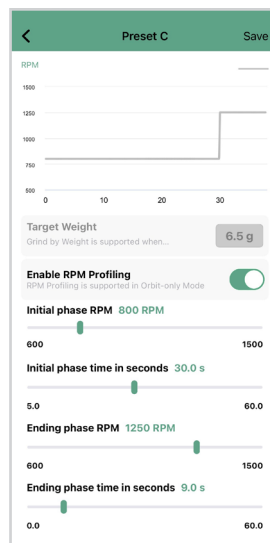 Preset C Save
RPM
1500
1250
1000
750
500
0 10 20 30
Target Weight
Grind by Weight is supported when...
6.5 g
Enable RPM Profiling
RPM Profiling is supported in Orbit-only Mode
Initial phase RPM 800 RPM
600 1500
Initial phase time in seconds 30.0 s
5.0 60.0
Ending phase RPM 1250 RPM
600 1500
Ending phase time in seconds 9.0 s
0.0 60.0